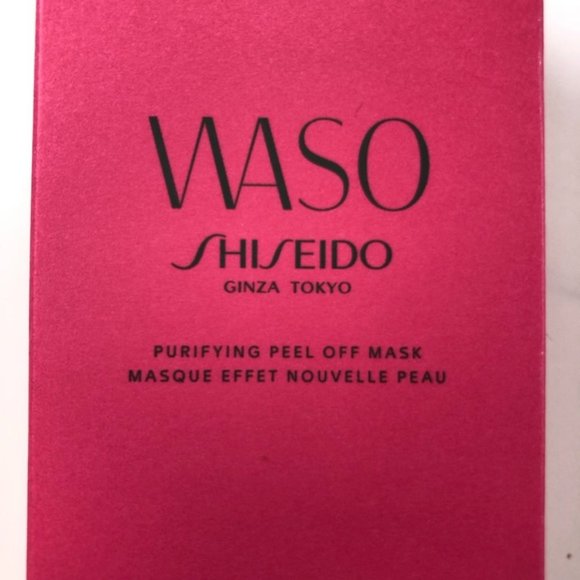 WASO
SHISEIDO
GINZA TOKYO
PURIFYING PEEL OFF MASK
MASQUE EFFET NOUVELLE PEAU